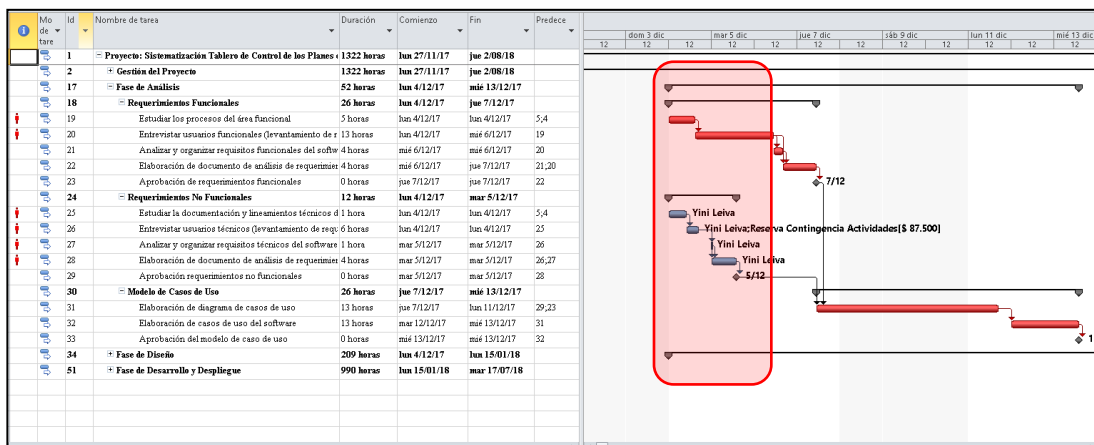 Mo de tare Id Nombre de tarea Duración Comienzo Fin Predece
dom 3 dic mar 5 dic jue 7 dic sáb 9 dic lun 11 dic mié 13 dic
12 12 12 12 12 12 12 12 12 12 12 12
1 Proyecto: Sistematización Tablero de Control de los Planes 1322 horas lun 27/11/17 jue 2/08/18
2 Gestión del Proyecto 1322 horas lun 27/11/17 jue 2/08/18
17 Fase de Análisis 52 horas lun 4/12/17 mié 13/12/17
18 Requerimientos Funcionales 26 horas lun 4/12/17 jue 7/12/17
19 Estudiar los procesos del área funcional 5 horas lun 4/12/17 lun 4/12/17 5;4
20 Entrevistar usuarios funcionales (levantamiento de r 13 horas lun 4/12/17 mié 6/12/17 19
21 Analizar y organizar requisitos funcionales del softw 4 horas mié 6/12/17 mié 6/12/17 20
22 Elaboración de documento de análisis de requerimier 4 horas mié 6/12/17 jue 7/12/17 21;20
23 Aprobación de requerimientos funcionales 0 horas jue 7/12/17 jue 7/12/17 22 7/12
24 Requerimientos No Funcionales 12 horas lun 4/12/17 mar 5/12/17
25 Estudiar la documentación y lineamientos técnicos d 1 hora lun 4/12/17 lun 4/12/17 5;4 Yini Leiva
26 Entrevistar usuarios técnicos (levantamiento de requ 6 horas lun 4/12/17 lun 4/12/17 25 Yini Leiva;Reserva Contingencia Actividades[$ 87.500]
27 Analizar y organizar requisitos técnicos del software 1 hora mar 5/12/17 mar 5/12/17 26 Yini Leiva
28 Elaboración de documento de análisis de requerimier 4 horas mar 5/12/17 mar 5/12/17 26;27 Yini Leiva
29 Aprobación requerimientos no funcionales 0 horas mar 5/12/17 mar 5/12/17 28 5/12
30 Modelo de Casos de Uso 26 horas jue 7/12/17 mié 13/12/17
31 Elaboración de diagrama de casos de uso 13 horas jue 7/12/17 lun 11/12/17 29;23
32 Elaboración de casos de uso del software 13 horas mar 12/12/17 mié 13/12/17 31
33 Aprobación del modelo de caso de uso 0 horas mié 13/12/17 mié 13/12/17 32 1
34 Fase de Diseño 209 horas lun 4/12/17 lun 15/01/18
51 Fase de Desarrollo y Despliegue 990 horas lun 15/01/18 mar 17/07/18